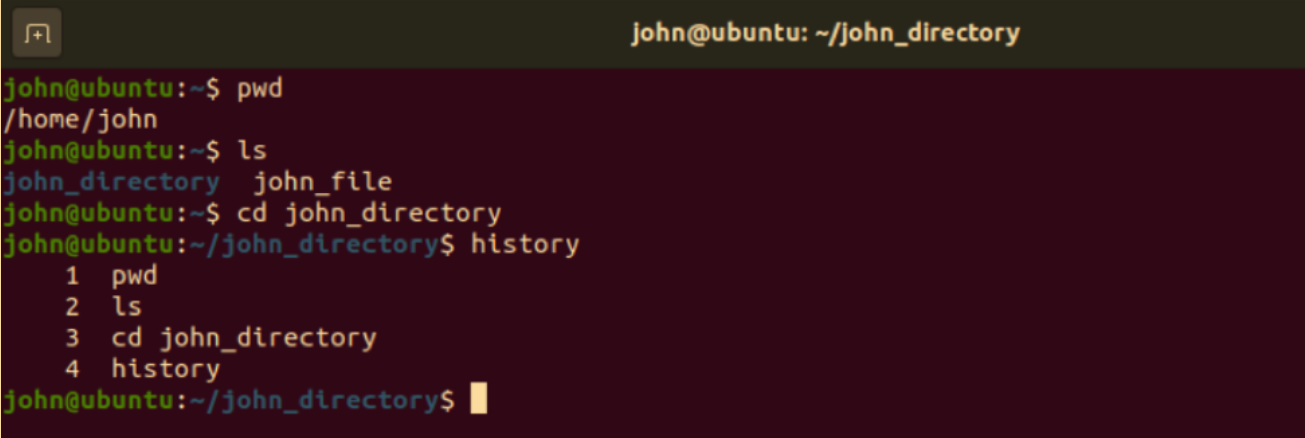 john@ubuntu: ~/john_directory
john@ubuntu:~$ pwd
/home/john
john@ubuntu:~$ ls
john_directory  john_file
john@ubuntu:~$ cd john_directory
john@ubuntu:~/john_directory$ history
    1  pwd
    2  ls
    3  cd john_directory
    4  history
john@ubuntu:~/john_directory$